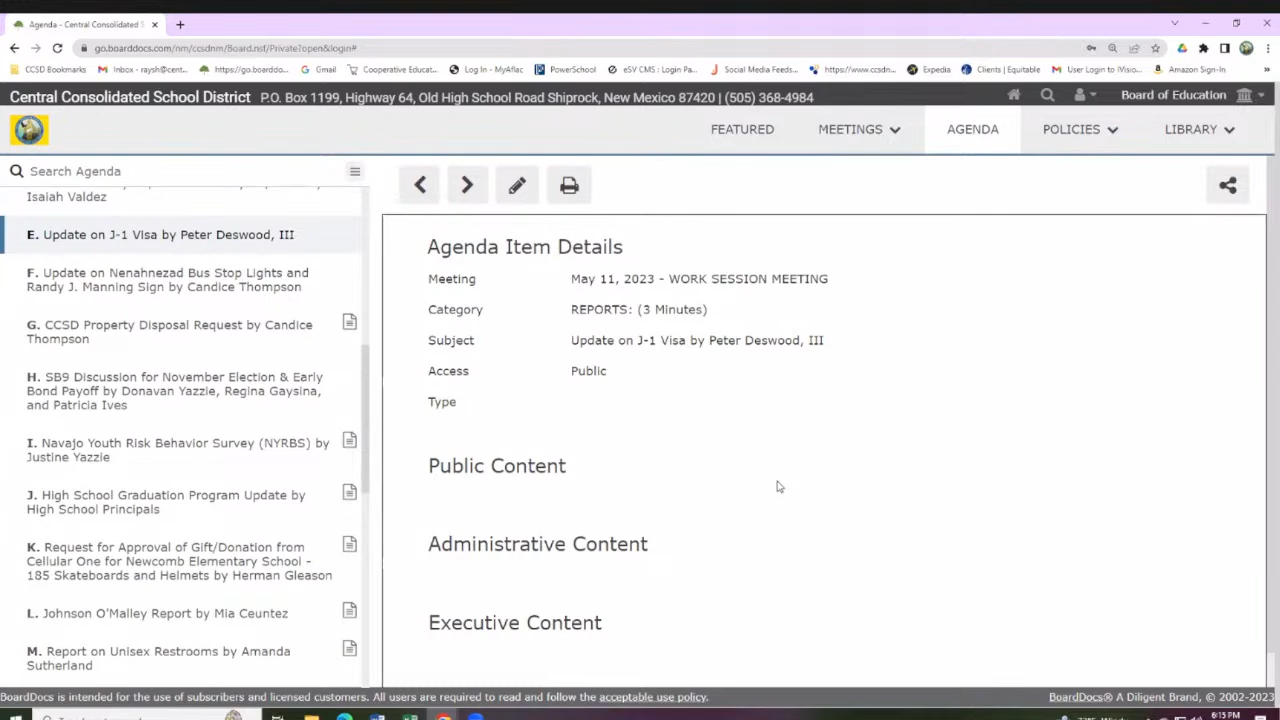 Agenda - Central Consolidated S
go.boarddocs.com/nm/ccsdnm/Board.nsf/Private?open&login#
CCSD Bookmarks Inbox - raysh@cent... https://go.boarddo... Gmail Cooperative Educat... Log In - MyAflac PowerSchool eSV CMS : Login Pa... Social Media Feeds... https://www.ccsdn... Expedia Clients | Equitable User Login to iVisio... Amazon Sign-In »
Central Consolidated School District P.O. Box 1199, Highway 64, Old High School Road Shiprock, New Mexico 87420 | (505) 368-4984 Board of Education
FEATURED MEETINGS AGENDA POLICIES LIBRARY
Search Agenda
Isaiah Valdez
E. Update on J-1 Visa by Peter Deswood, III
F. Update on Nenahnezad Bus Stop Lights and
Randy J. Manning Sign by Candice Thompson
G. CCSD Property Disposal Request by Candice
Thompson
H. SB9 Discussion for November Election & Early
Bond Payoff by Donavan Yazzie, Regina Gaysina,
and Patricia Ives
I. Navajo Youth Risk Behavior Survey (NYRBS) by
Justine Yazzie
J. High School Graduation Program Update by
High School Principals
K. Request for Approval of Gift/Donation from
Cellular One for Newcomb Elementary School -
185 Skateboards and Helmets by Herman Gleason
L. Johnson O'Malley Report by Mia Ceuntez
M. Report on Unisex Restrooms by Amanda
Sutherland
Agenda Item Details
Meeting May 11, 2023 - WORK SESSION MEETING
Category REPORTS: (3 Minutes)
Subject Update on J-1 Visa by Peter Deswood, III
Access Public
Type
Public Content
Administrative Content
Executive Content
BoardDocs is intended for the use of subscribers and licensed customers. All users are required to read and follow the acceptable use policy. BoardDocs® A Diligent Brand, © 2002-2023
6:15 PM